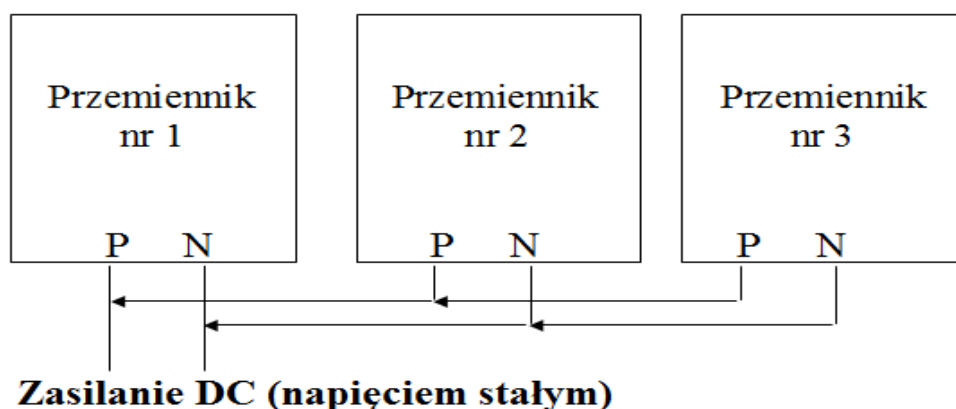 Przemiennik
nr 1
Przemiennik
nr 2
Przemiennik
nr 3
P N
P N
P N
Zasilanie DC (napięciem stałym)